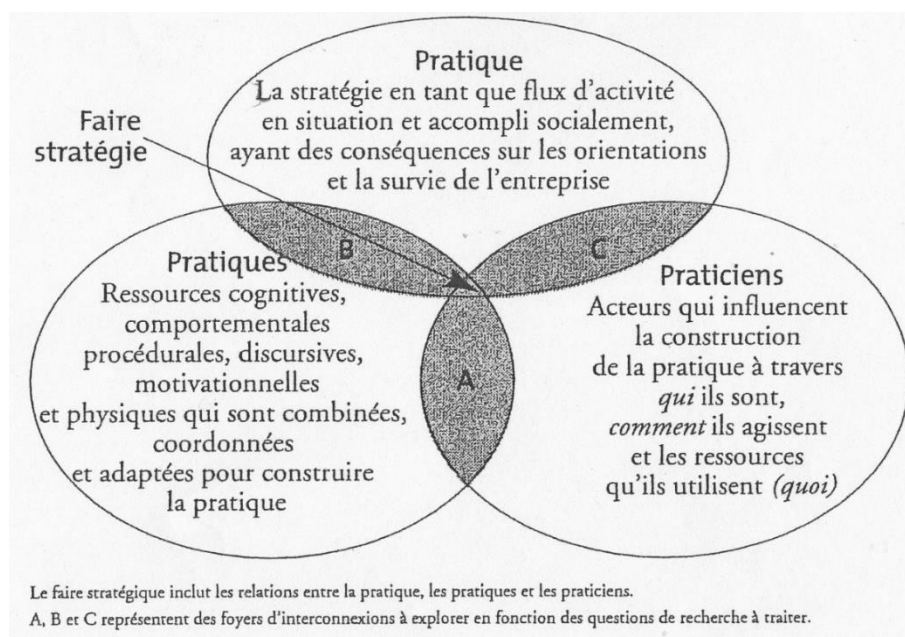 Pratique
La stratégie en tant que flux d'activité
en situation et accompli socialement,
ayant des conséquences sur les orientations
et la survie de l'entreprise
Faire
stratégie
B
C
A
Pratiques
Ressources cognitives,
comportementales
procédurales, discursives,
motivationnelles
et physiques qui sont combinées,
coordonnées
et adaptées pour construire
la pratique
Praticiens
Acteurs qui influencent
la construction
de la pratique à travers
qui ils sont,
comment ils agissent
et les ressources
qu'ils utilisent (quoi)
Le faire stratégique inclut les relations entre la pratique, les pratiques et les praticiens.
A, B et C représentent des foyers d'interconnexions à explorer en fonction des questions de recherche à traiter.